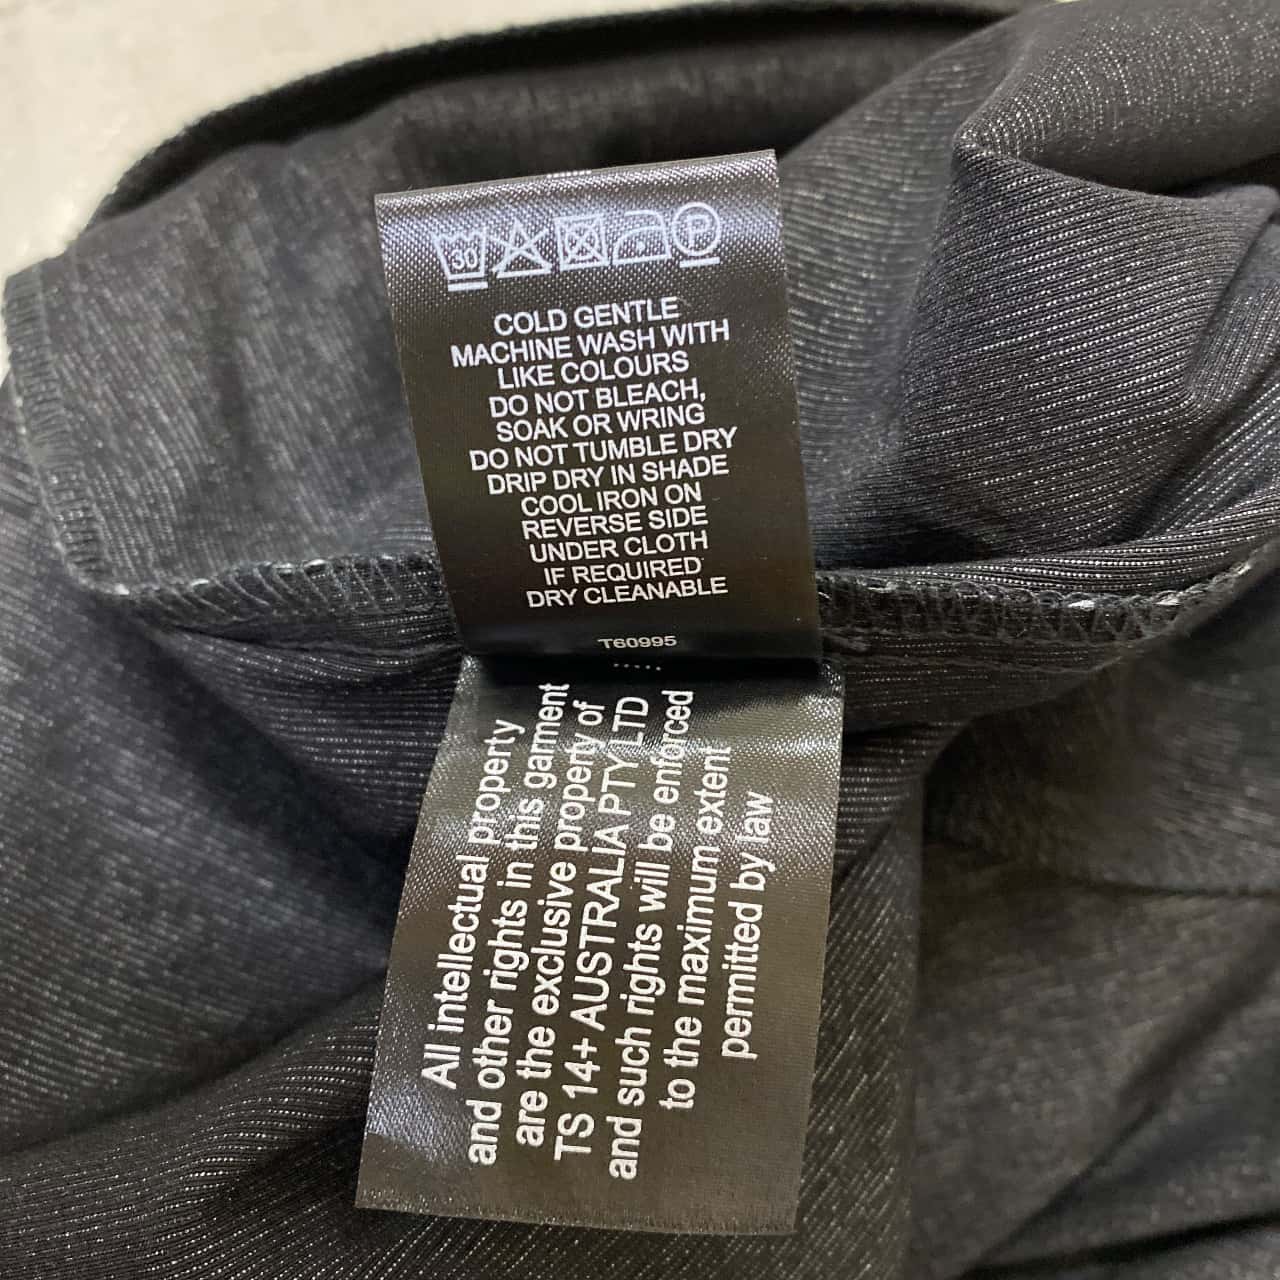 30 P
COLD GENTLE
MACHINE WASH WITH
LIKE COLOURS
DO NOT BLEACH,
SOAK OR WRING
DO NOT TUMBLE DRY
DRIP DRY IN SHADE
COOL IRON ON
REVERSE SIDE
UNDER CLOTH
IF REQUIRED
DRY CLEANABLE
T60995
All intellectual property
and other rights in this garment
are the exclusive property of
TS 14+ AUSTRALIA PTY LTD
and such rights will be enforced
to the maximum extent
permitted by law